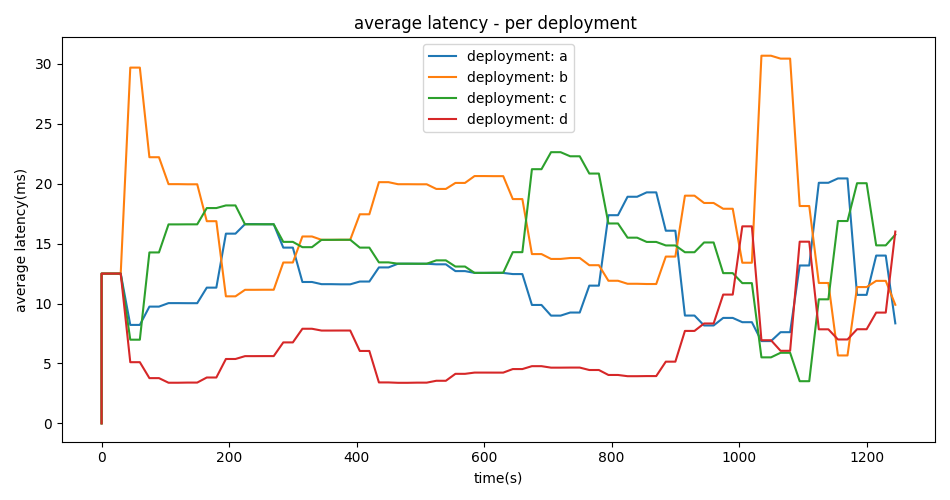 average latency - per deployment
deployment: a
deployment: b
deployment: c
deployment: d
average latency(ms)
30
25
20
15
10
5
0
0 200 400 600 800 1000 1200
time(s)